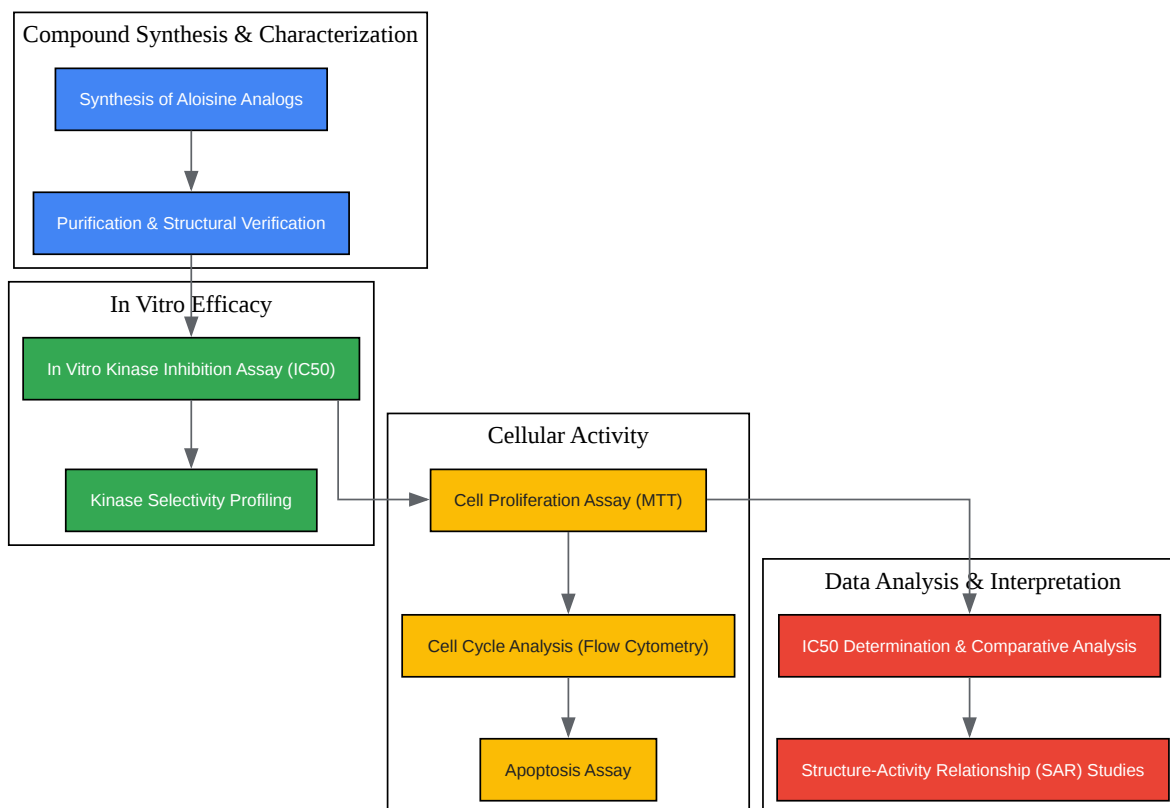 Compound Synthesis & Characterization
Synthesis of Aloisine Analogs
Purification & Structural Verification
In Vitro Efficacy
In Vitro Kinase Inhibition Assay (IC50)
Kinase Selectivity Profiling
Cellular Activity
Cell Proliferation Assay (MTT)
Cell Cycle Analysis (Flow Cytometry)
Apoptosis Assay
Data Analysis & Interpretation
IC50 Determination & Comparative Analysis
Structure-Activity Relationship (SAR) Studies